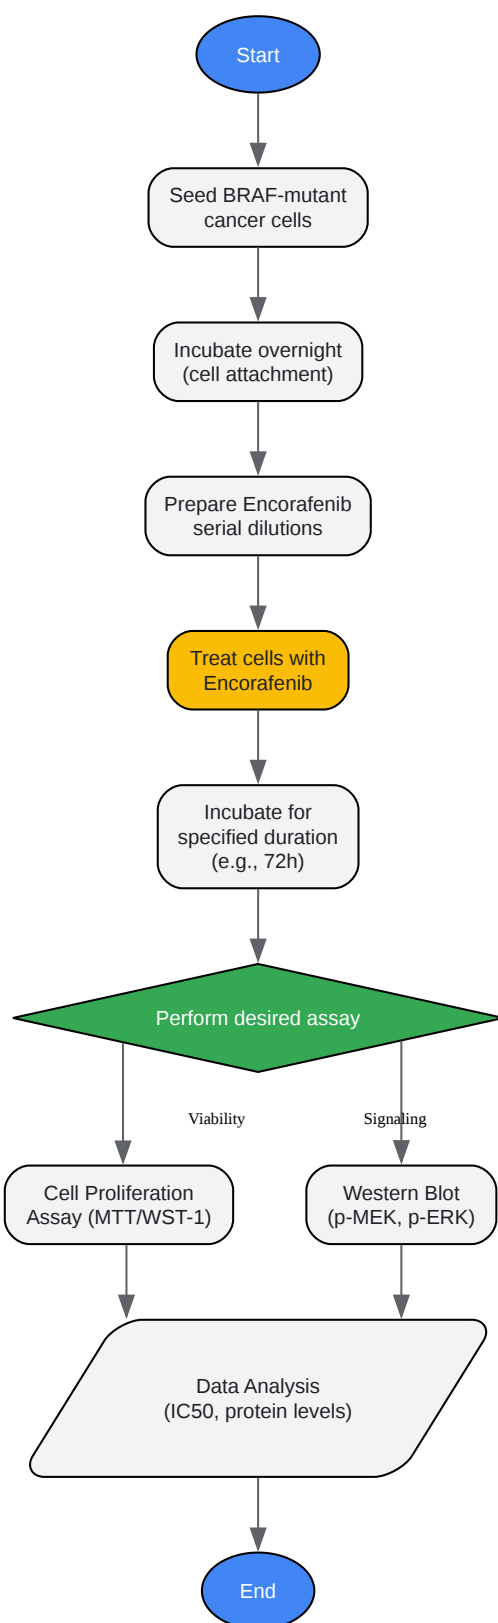 Start
Seed BRAF-mutant
cancer cells
Incubate overnight
(cell attachment)
Prepare Encorafenib
serial dilutions
Treat cells with
Encorafenib
Incubate for
specified duration
(e.g., 72h)
Perform desired assay
Viability
Signaling
Cell Proliferation
Assay (MTT/WST-1)
Western Blot
(p-MEK, p-ERK)
Data Analysis
(IC50, protein levels)
End